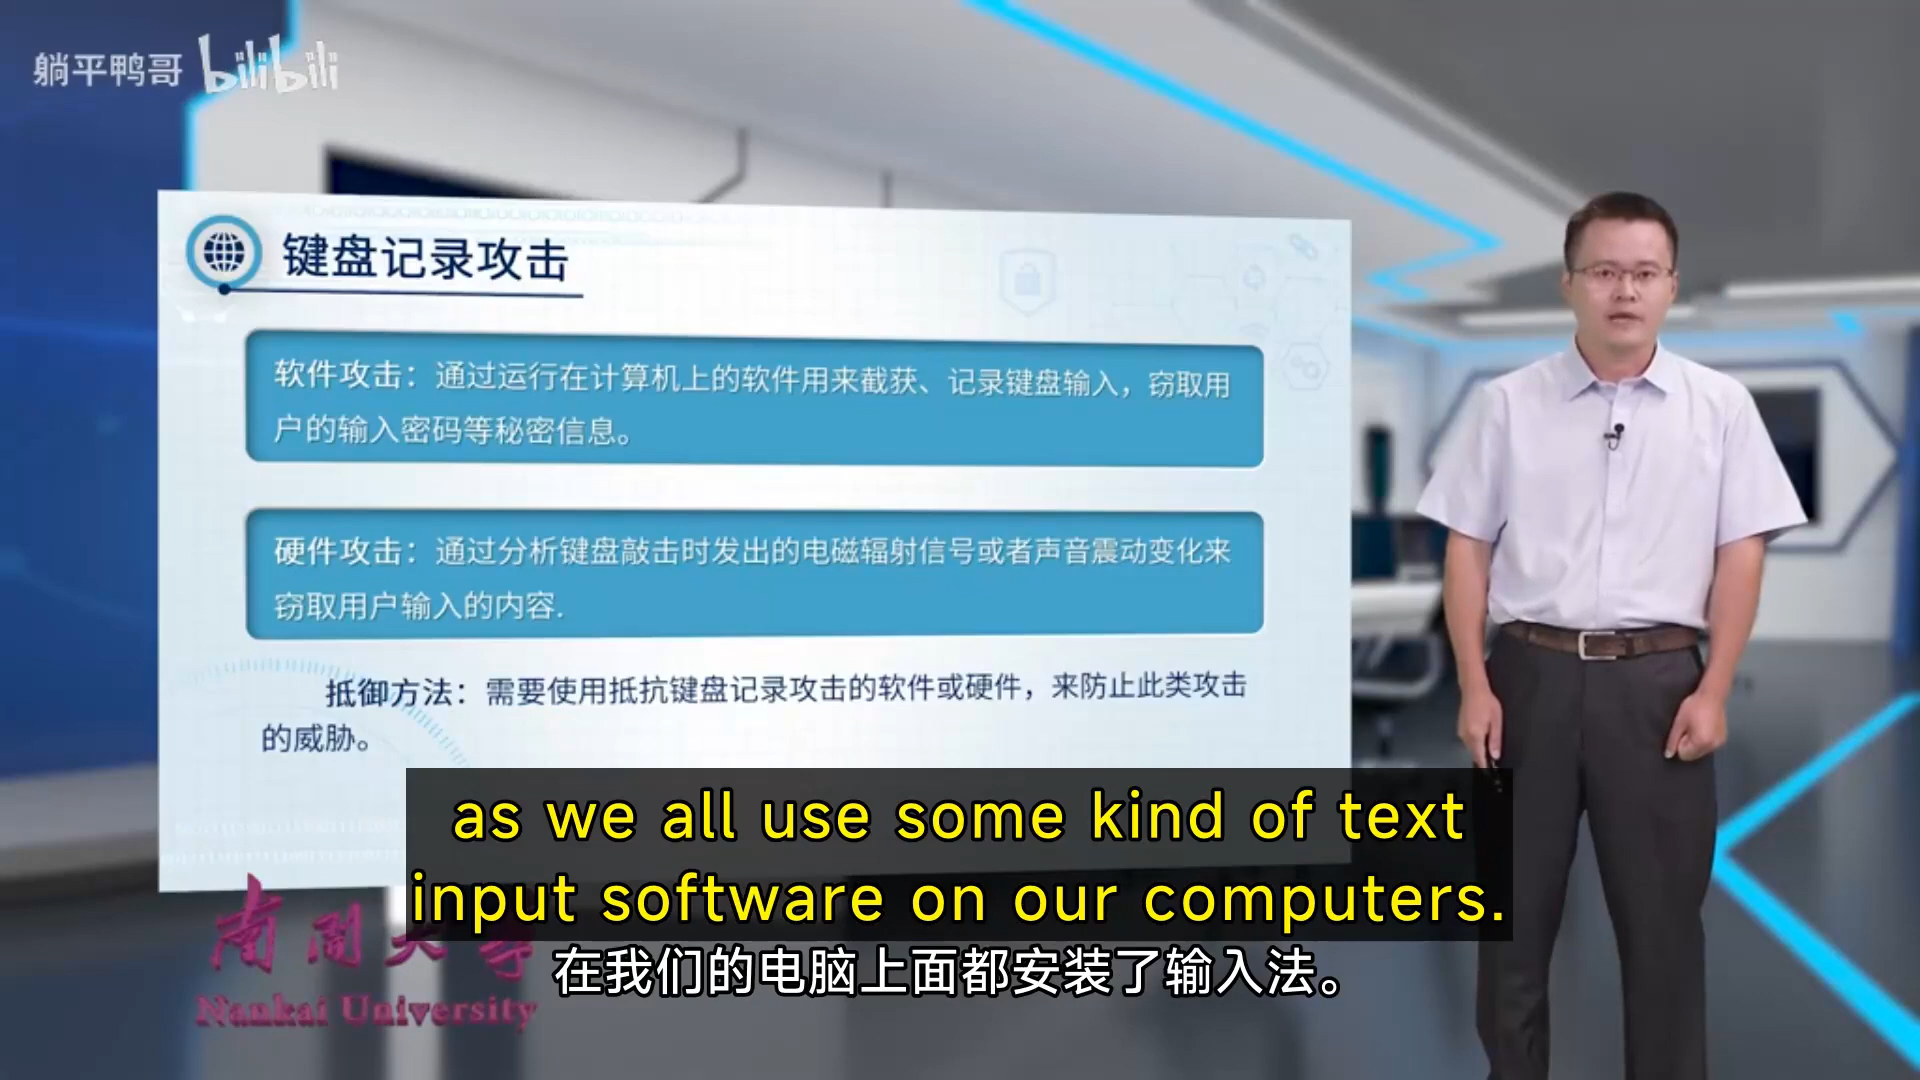 躺平鸭哥 bilibili
键盘记录攻击
软件攻击：通过运行在计算机上的软件用来截获、记录键盘输入，窃取用
户的输入密码等秘密信息。
硬件攻击：通过分析键盘敲击时发出的电磁辐射信号或者声音震动变化来
窃取用户输入的内容.
抵御方法：需要使用抵抗键盘记录攻击的软件或硬件，来防止此类攻击
的威胁。
as we all use some kind of text
input software on our computers.
南开大学
在我们的电脑上面都安装了输入法。
Nankai University